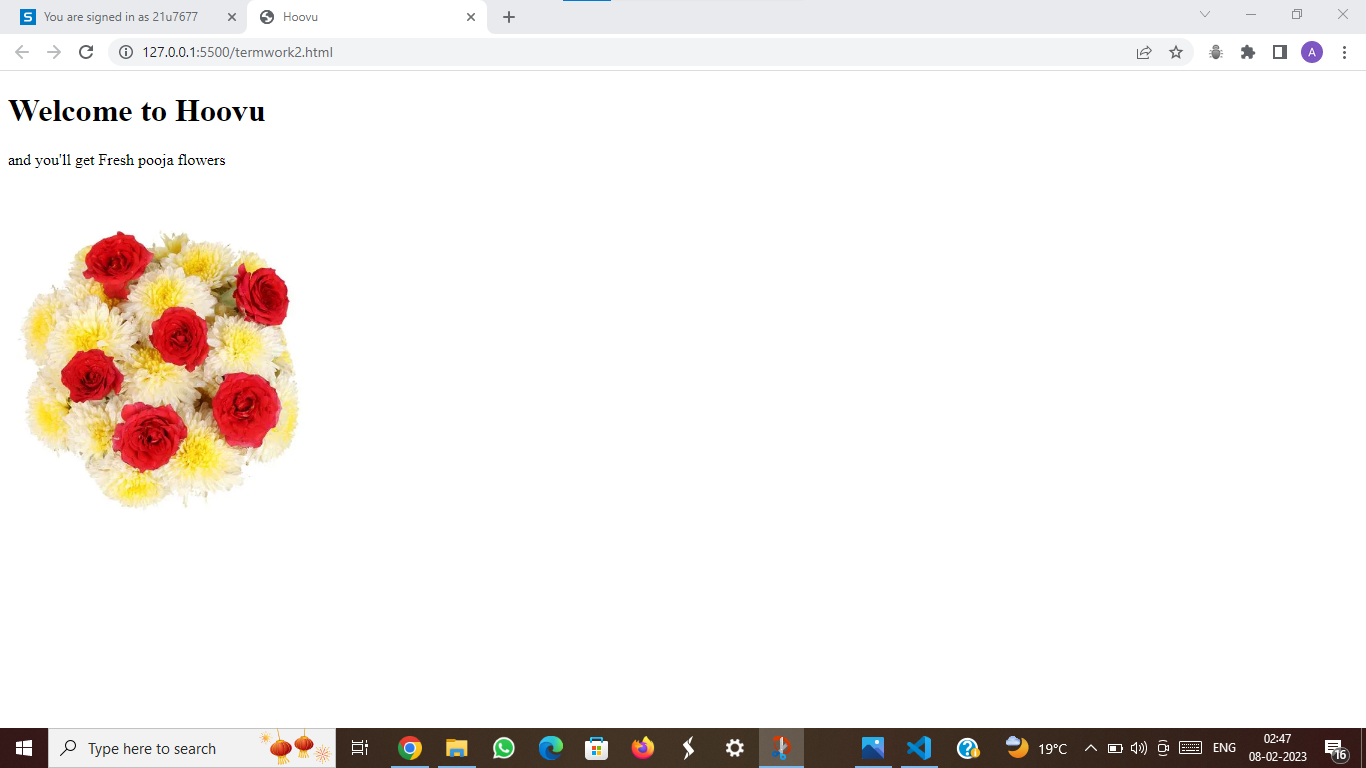 You are signed in as 21u7677
Hoovu
127.0.0.1:5500/termwork2.html
A
Welcome to Hoovu
and you'll get Fresh pooja flowers
Type here to search
19°C
ENG
02:47
08-02-2023
16